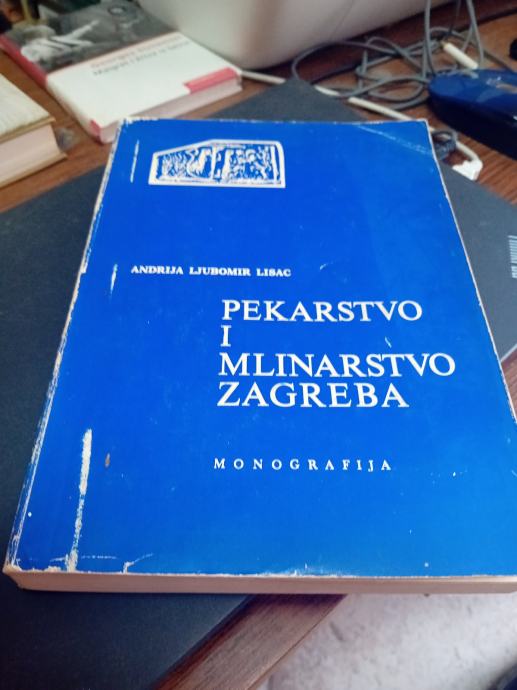 ANDRIJA LJUBOMIR LISAC
PEKARSTVO
I
MLINARSTVO
ZAGREBA
MONOGRAFIJA